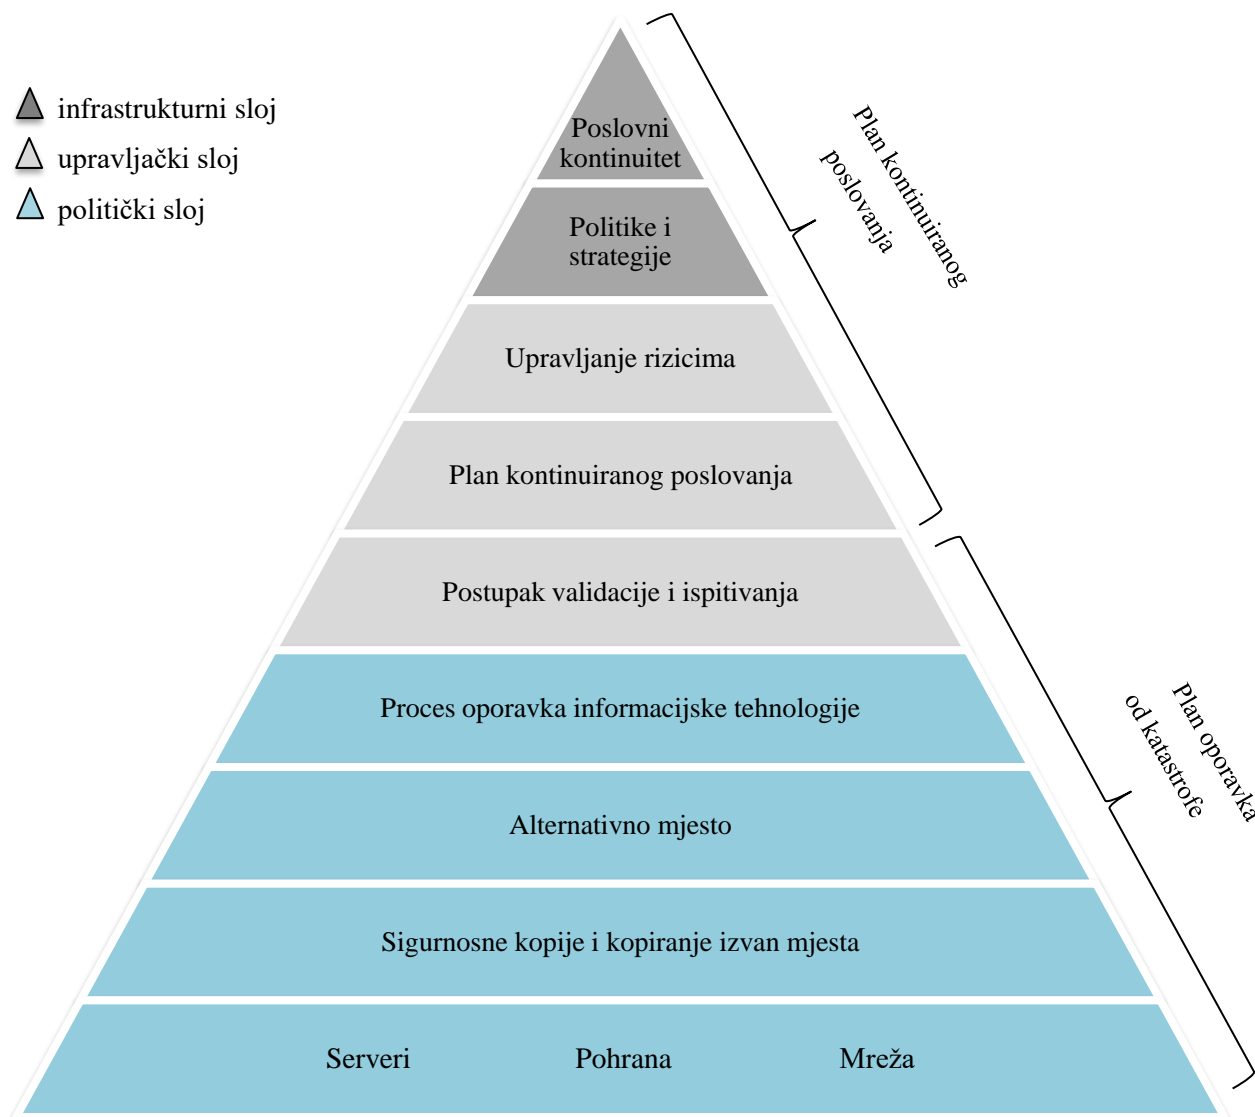 infrastrukturni sloj
upravljački sloj
politički sloj
Poslovni
kontinuitet
Politike i
strategije
Upravljanje rizicima
Plan kontinuiranog poslovanja
Postupak validacije i ispitivanja
Proces oporavka informacijske tehnologije
Alternativno mjesto
Sigurnosne kopije i kopiranje izvan mjesta
Serveri Pohrana Mreža
Plan kontinuiranog
poslovanja
Plan oporavka
od katastrofe